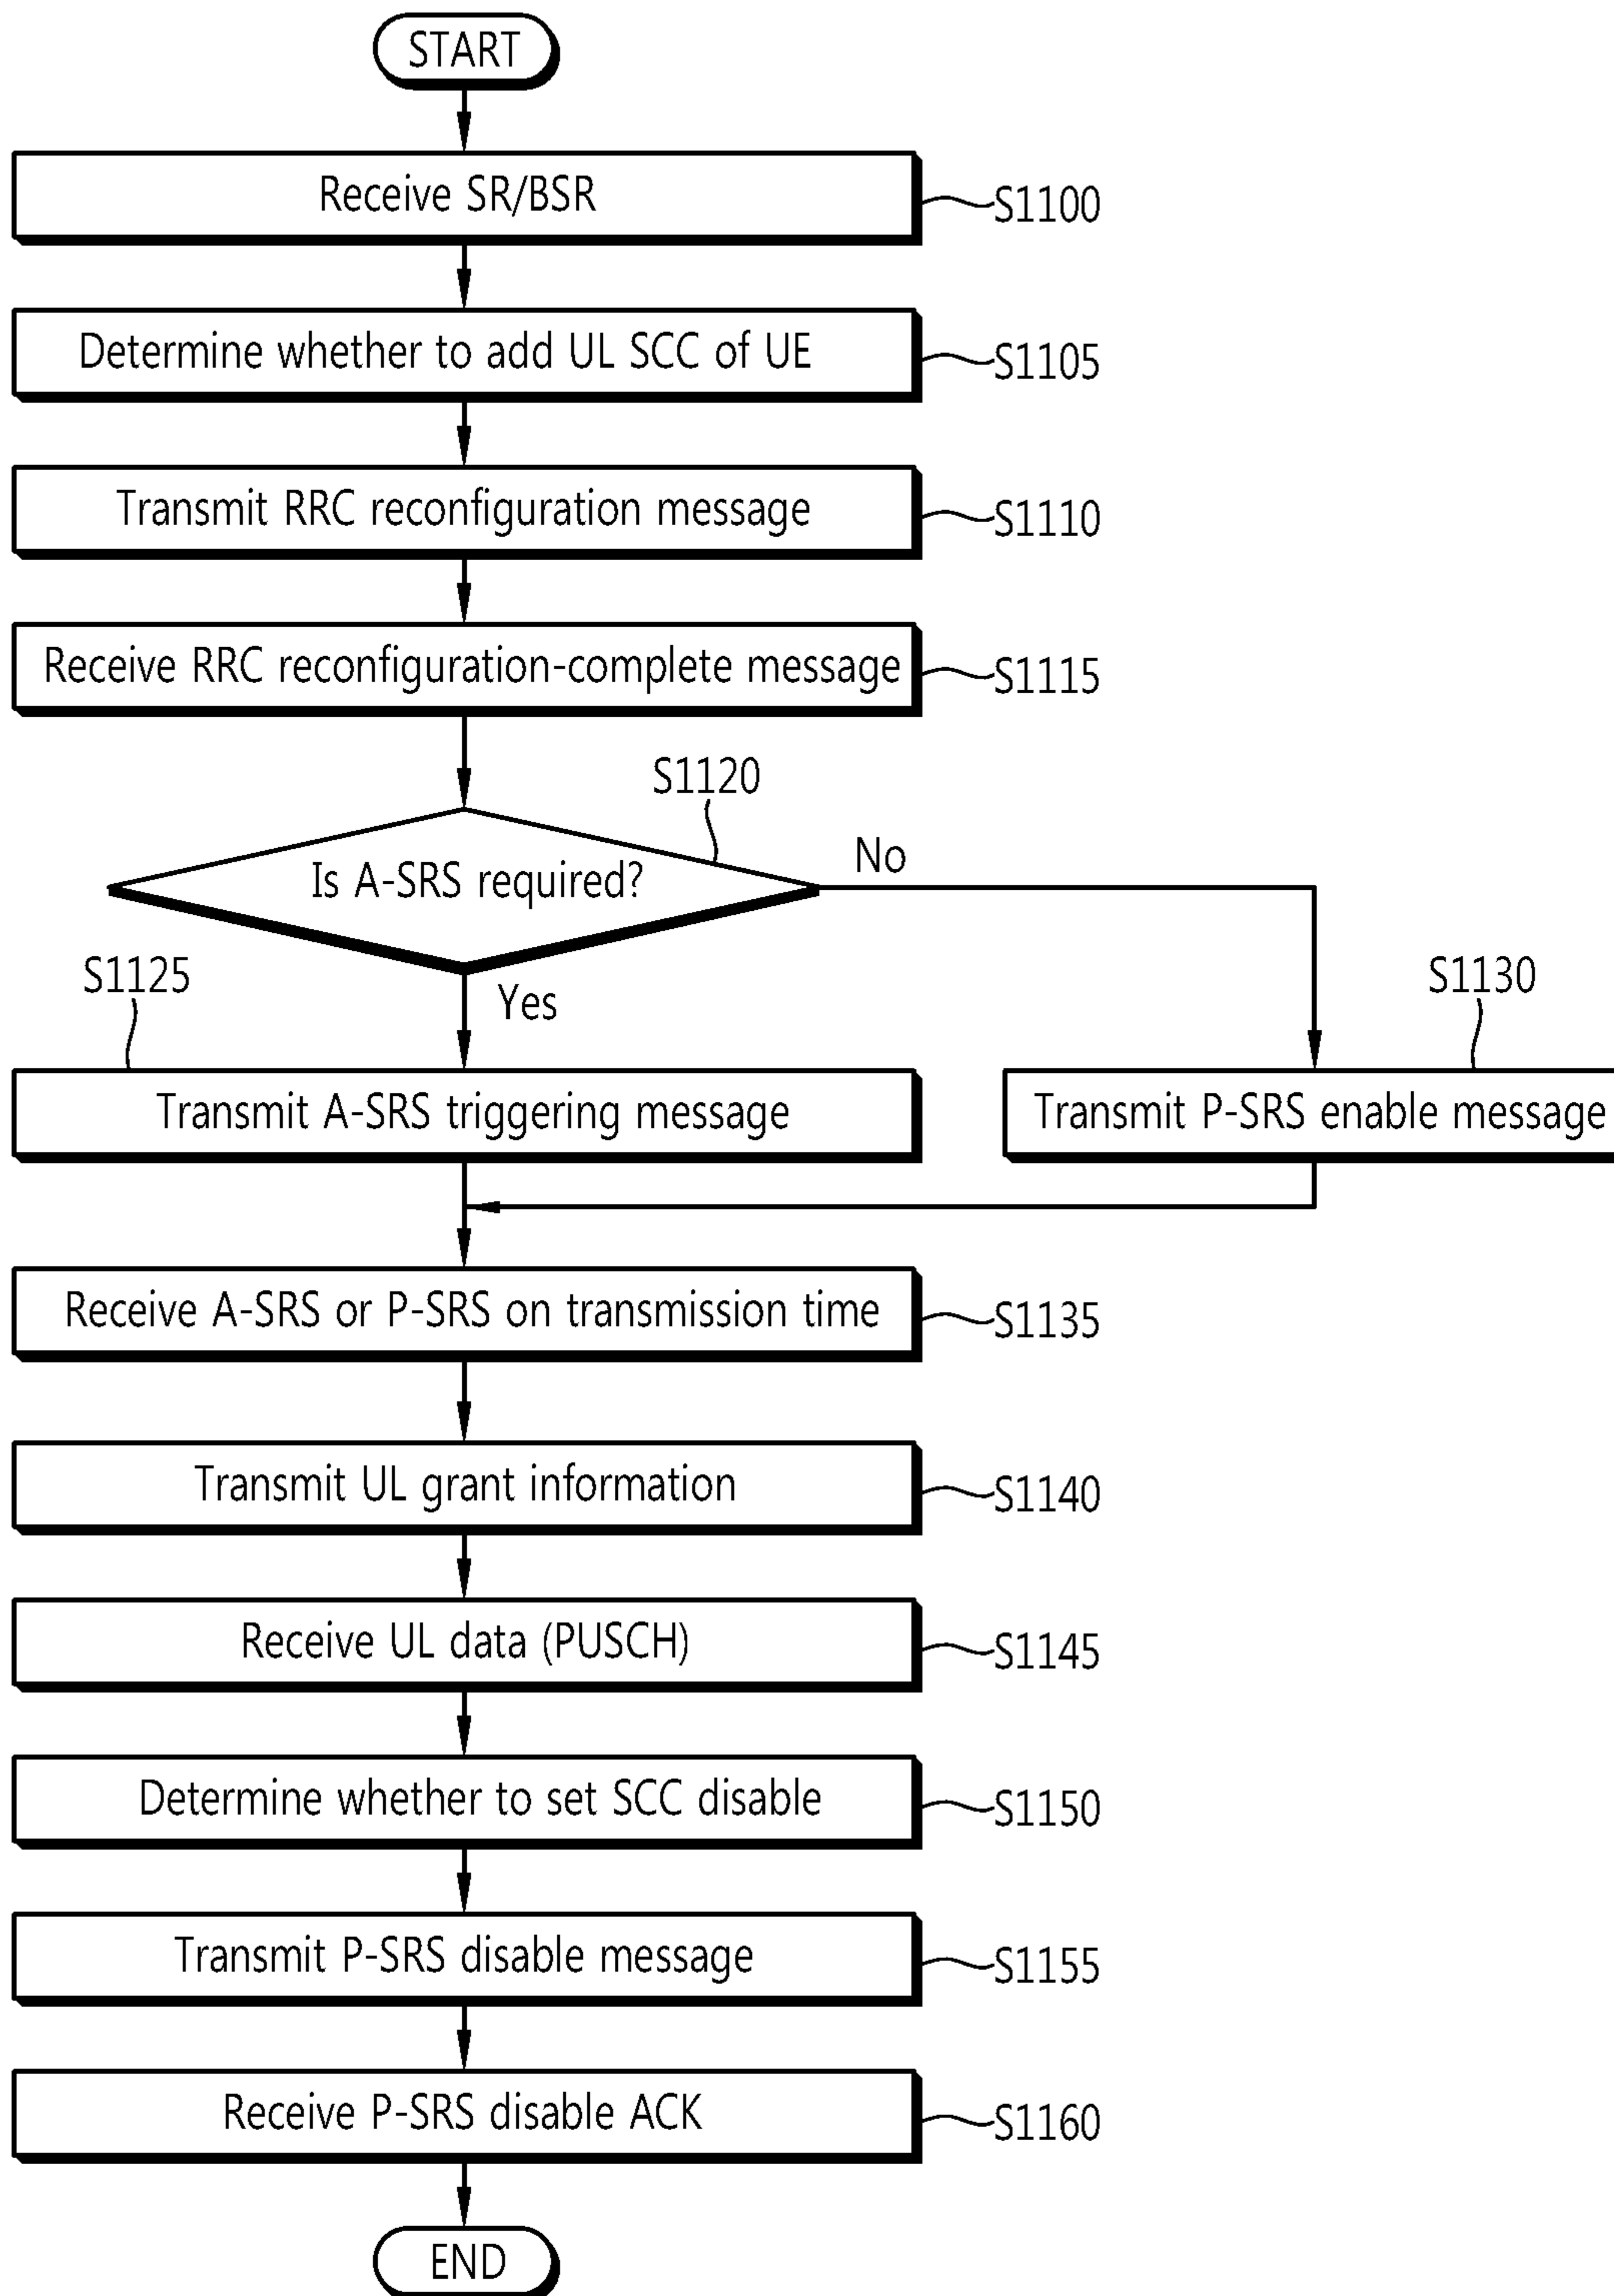 START
Receive SR/BSR
S1100
Determine whether to add UL SCC of UE
S1105
Transmit RRC reconfiguration message
S1110
Receive RRC reconfiguration-complete message
S1115
S1120
Is A-SRS required?
No
Yes
S1125
Transmit A-SRS triggering message
S1130
Transmit P-SRS enable message
Receive A-SRS or P-SRS on transmission time
S1135
Transmit UL grant information
S1140
Receive UL data (PUSCH)
S1145
Determine whether to set SCC disable
S1150
Transmit P-SRS disable message
S1155
Receive P-SRS disable ACK
S1160
END